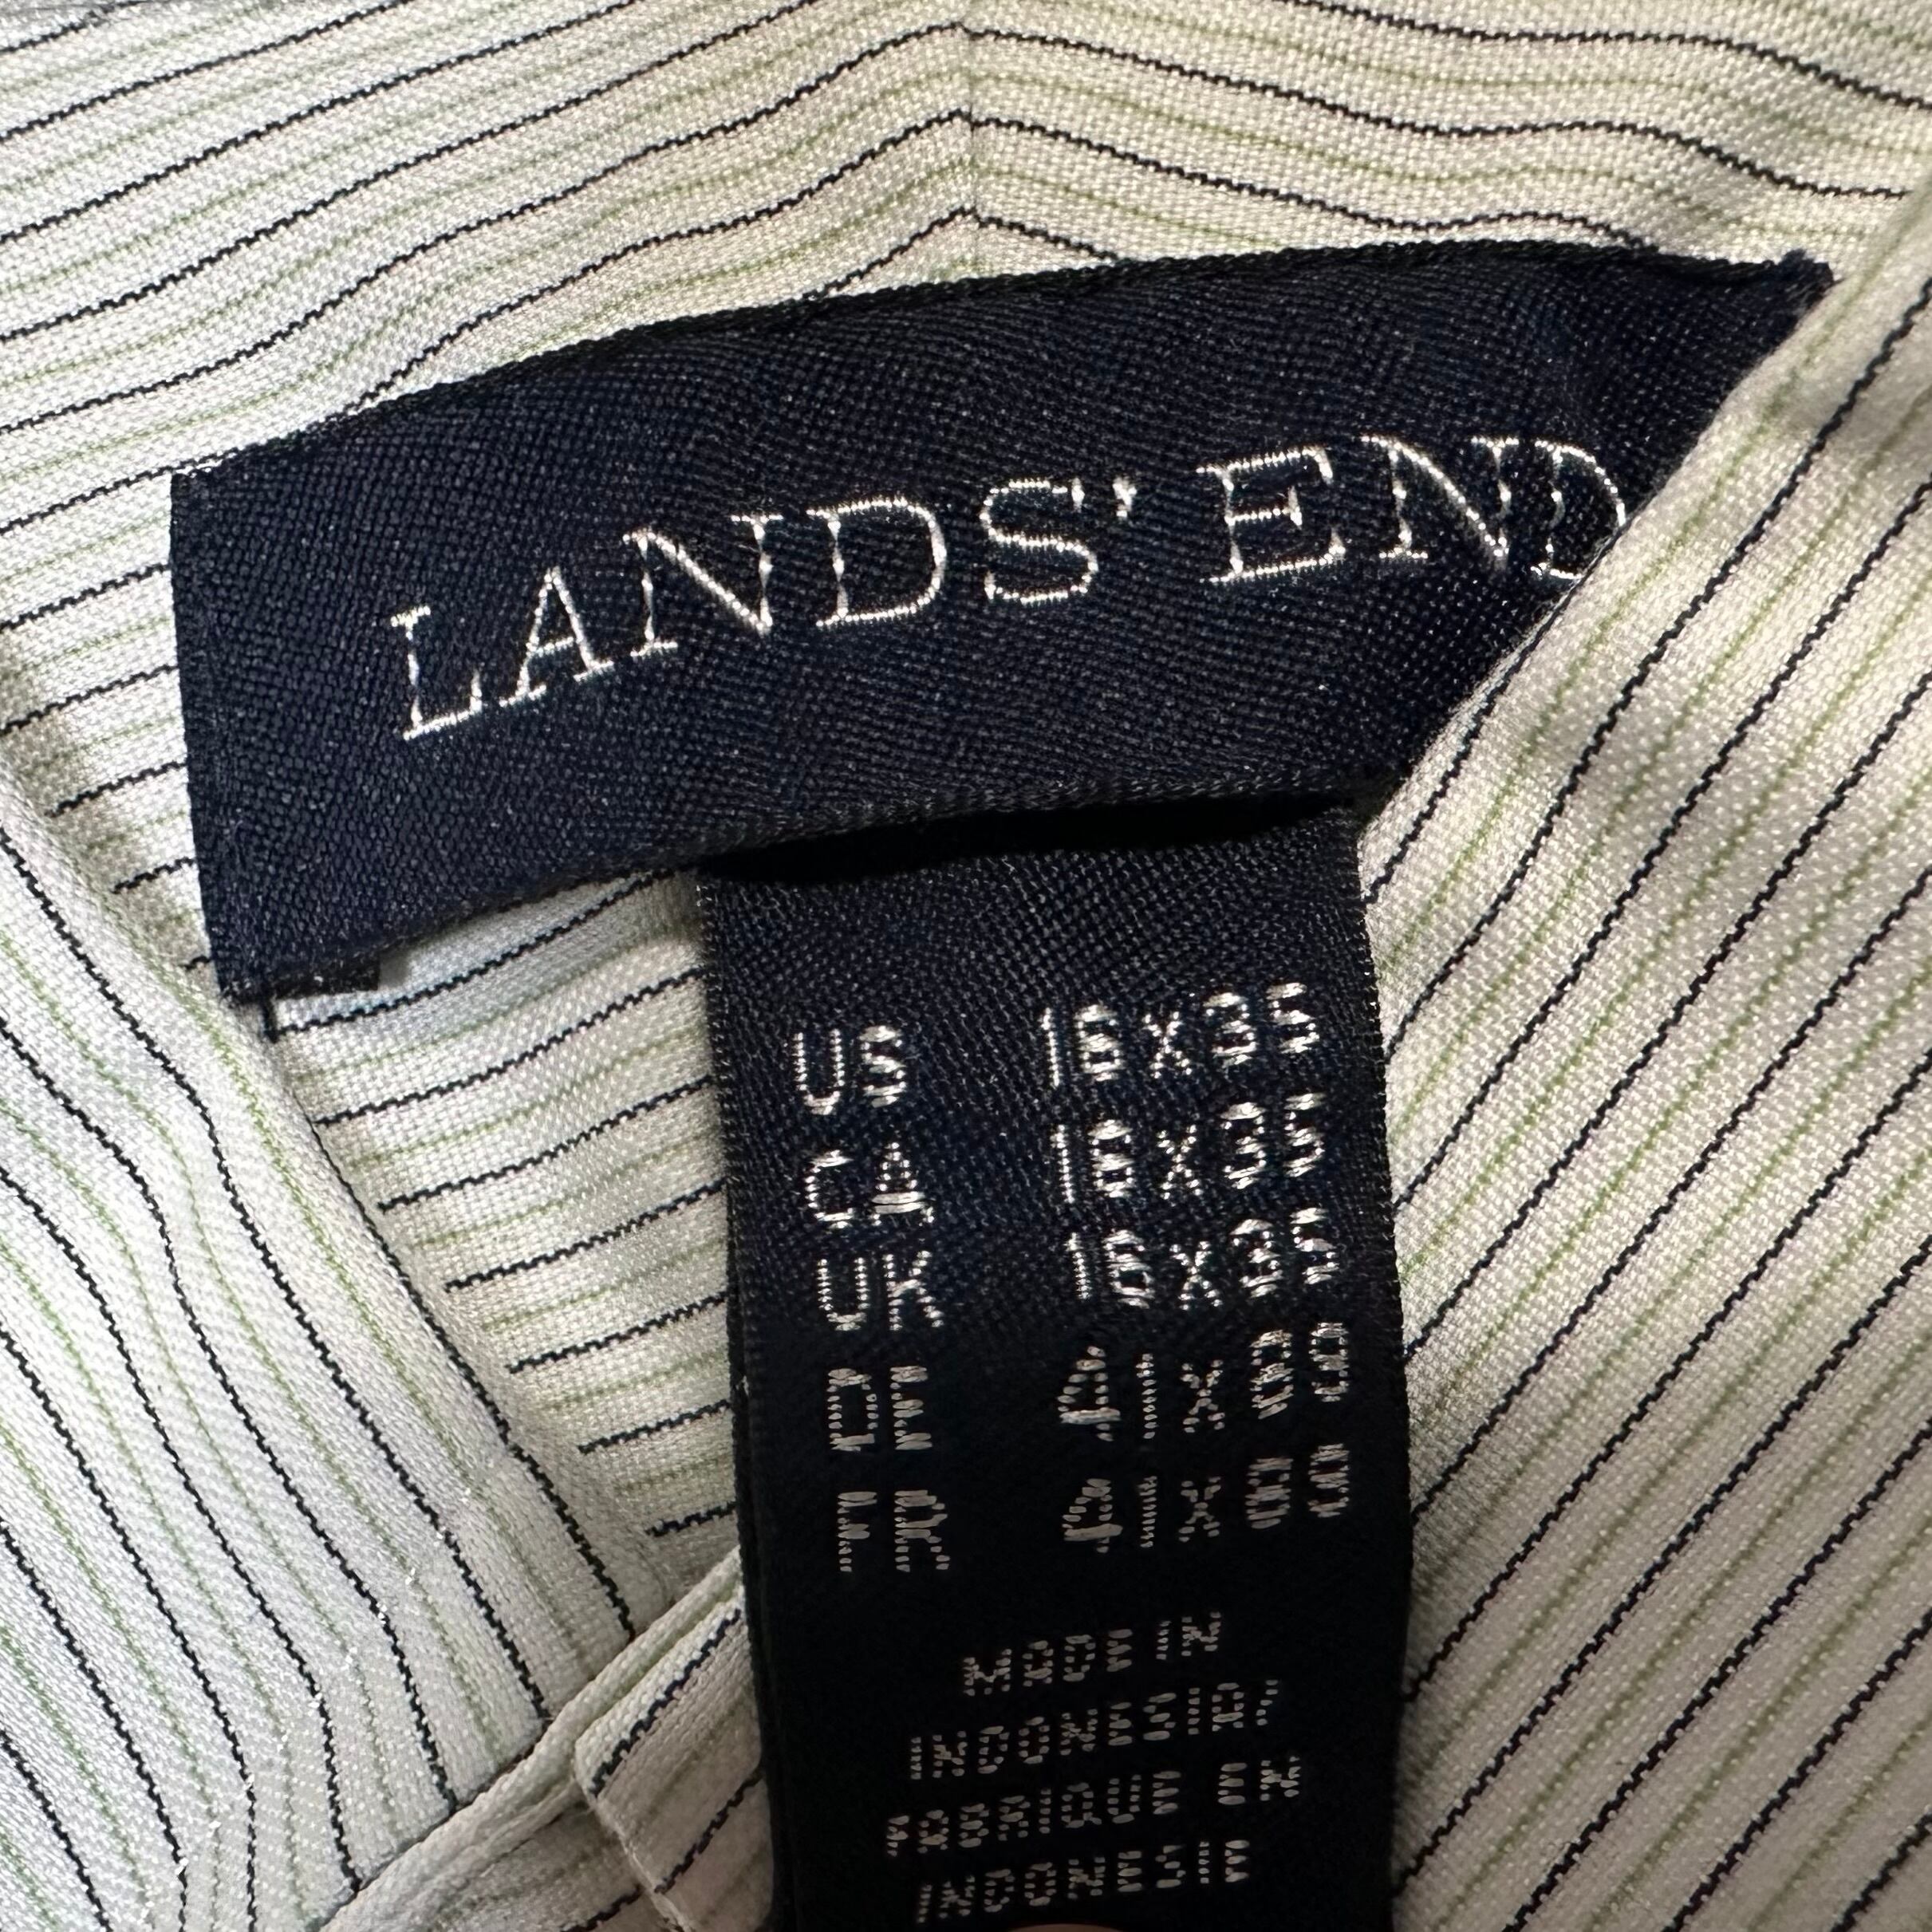 LANDS' END
US 16X35
CA 16X35
UK 16X35
DE 41X89
FR 41X89
MADE IN
INDONESIA/
FABRIQUE EN
INDONESIE